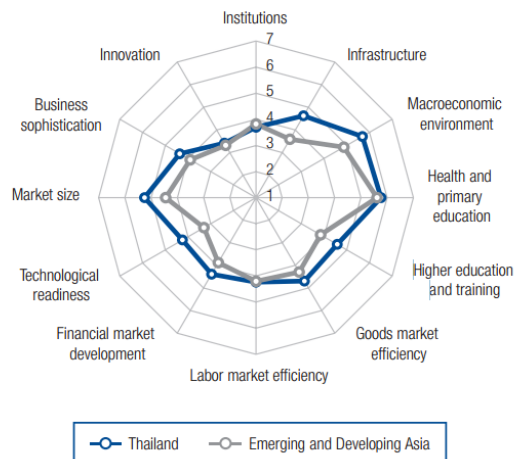 Institutions
7
6
5
4
3
2
1
Infrastructure
Macroeconomic
environment
Health and
primary
education
Higher education
and training
Goods market
efficiency
Labor market efficiency
Financial market
development
Technological
readiness
Market size
Business
sophistication
Innovation
Thailand
Emerging and Developing Asia